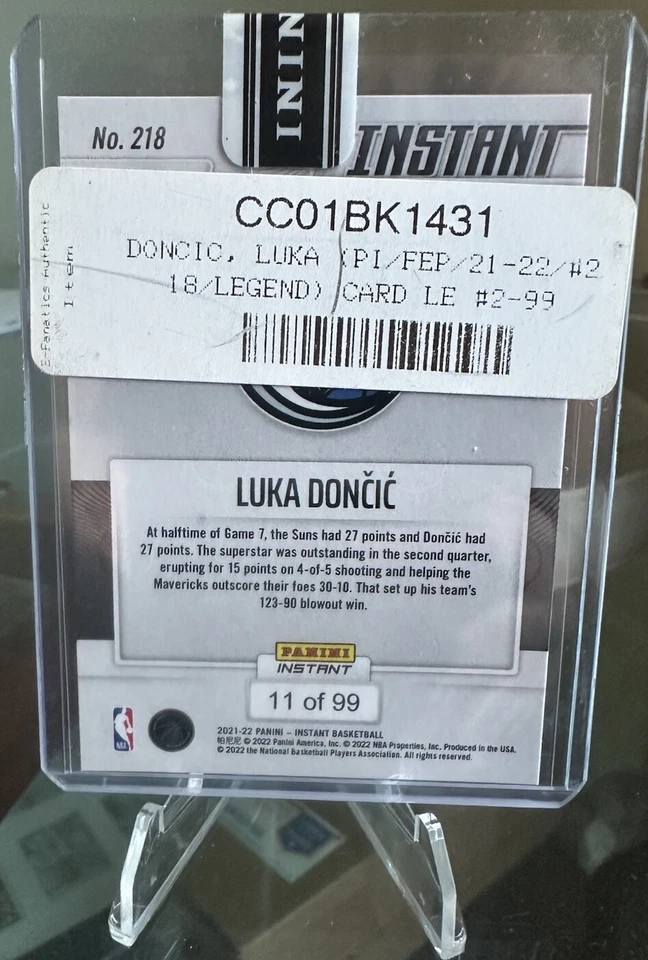 ININ
No. 218
INSTANT
E-Fanatics Authentic
Item
CC01BK1431
DONCIC, LUKA (PI/FEP/21-22/#2
18/LEGEND) CARD LE #2-99
LUKA DONČIĆ
At halftime of Game 7, the Suns had 27 points and Dončić had
27 points. The superstar was outstanding in the second quarter,
erupting for 15 points on 4-of-5 shooting and helping the
Mavericks outscore their foes 30-10. That set up his team's
123-90 blowout win.
PANINI
INSTANT
11 of 99
NBA
2021-22 PANINI – INSTANT BASKETBALL
帕尼尼 © 2022 Panini America, Inc. © 2022 NBA Properties, Inc. Produced in the USA.
© 2022 the National Basketball Players Association. All rights reserved.